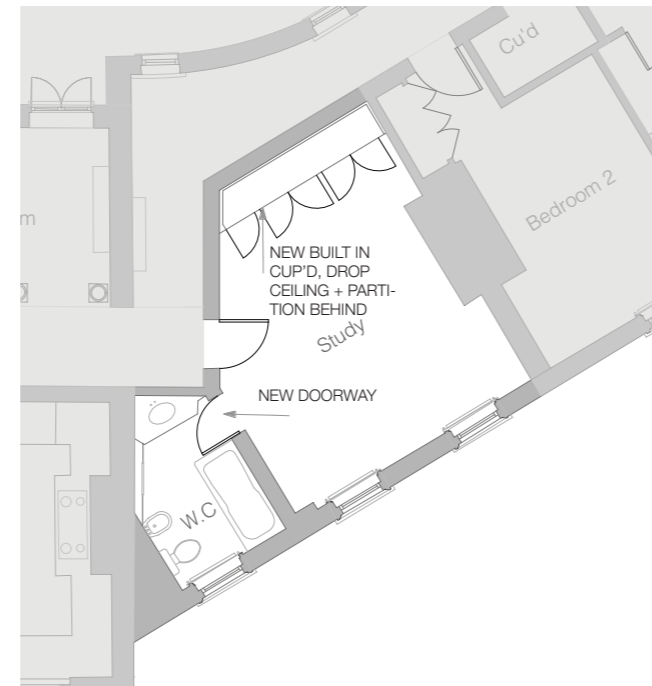 Cu'd
Bedroom 2
m
NEW BUILT IN
CUP'D, DROP
CEILING + PARTI-
TION BEHIND
Study
NEW DOORWAY
W.C